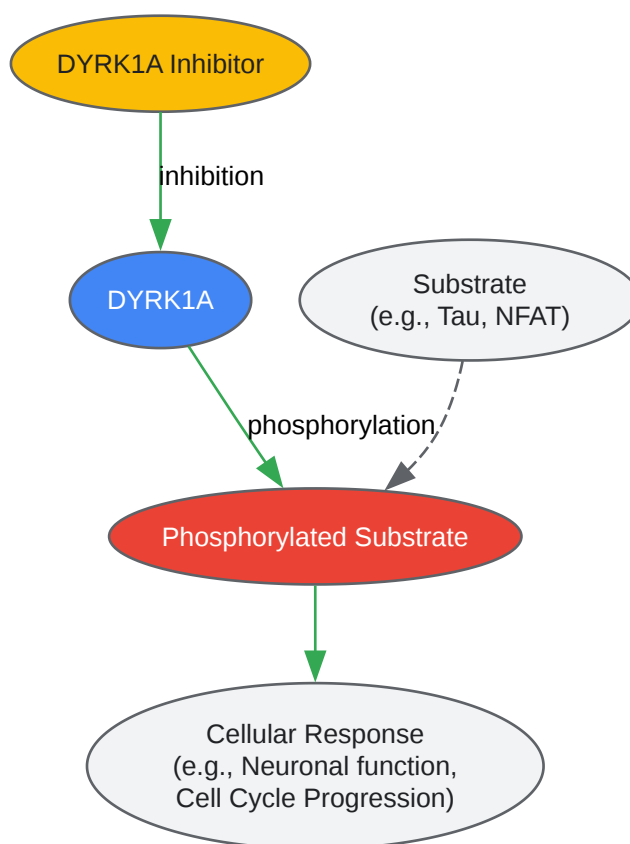 DYRK1A Inhibitor
inhibition
DYRK1A
Substrate
(e.g., Tau, NFAT)
phosphorylation
Phosphorylated Substrate
Cellular Response
(e.g., Neuronal function,
Cell Cycle Progression)